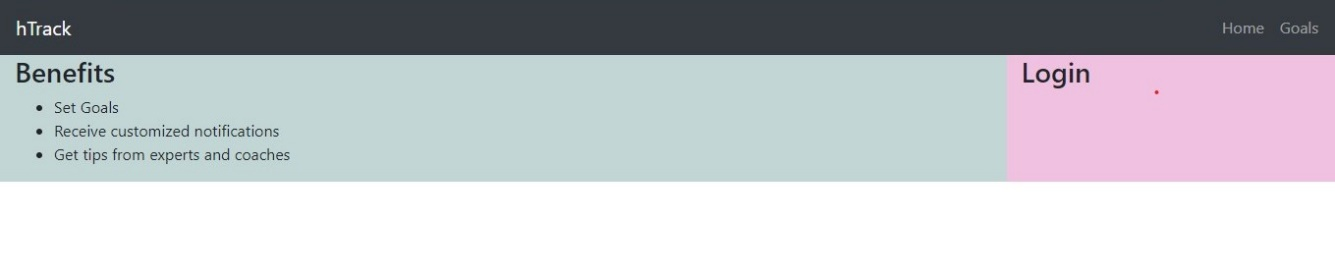 hTrack
Home Goals
Benefits
Set Goals
Receive customized notifications
Get tips from experts and coaches
Login